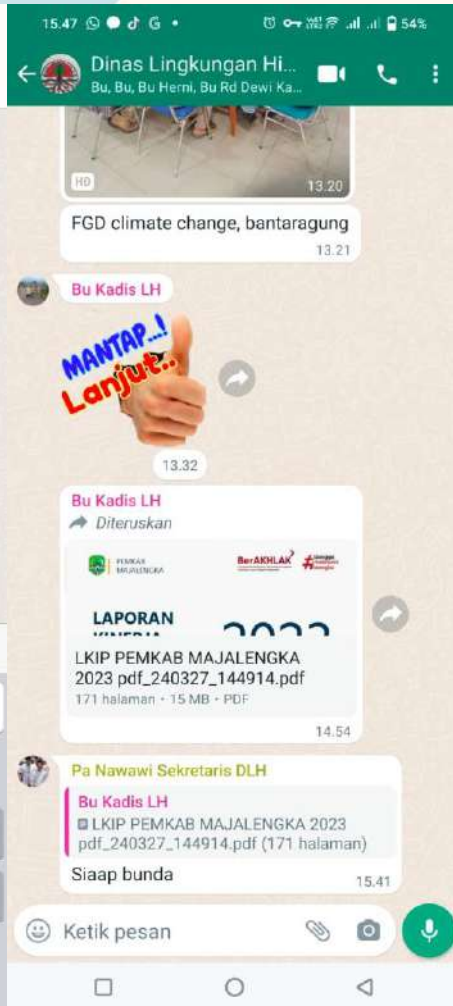 15.47
54%
Dinas Lingkungan Hi...
Bu, Bu, Bu Herni, Bu Rd Dewi Ka...
HD
13.20
FGD climate change, bantaragung
13.21
Bu Kadis LH
MANTAP..!
Lanjut..
13.32
Bu Kadis LH
Diteruskan
PEMKAB
MAJALENGKA
BerAKHLAK
LAPORAN
KINERJA
2023
LKIP PEMKAB MAJALENGKA
2023 pdf_240327_144914.pdf
171 halaman • 15 MB • PDF
14.54
Pa Nawawi Sekretaris DLH
Bu Kadis LH
LKIP PEMKAB MAJALENGKA 2023
pdf_240327_144914.pdf (171 halaman)
Siaap bunda
15.41
Ketik pesan